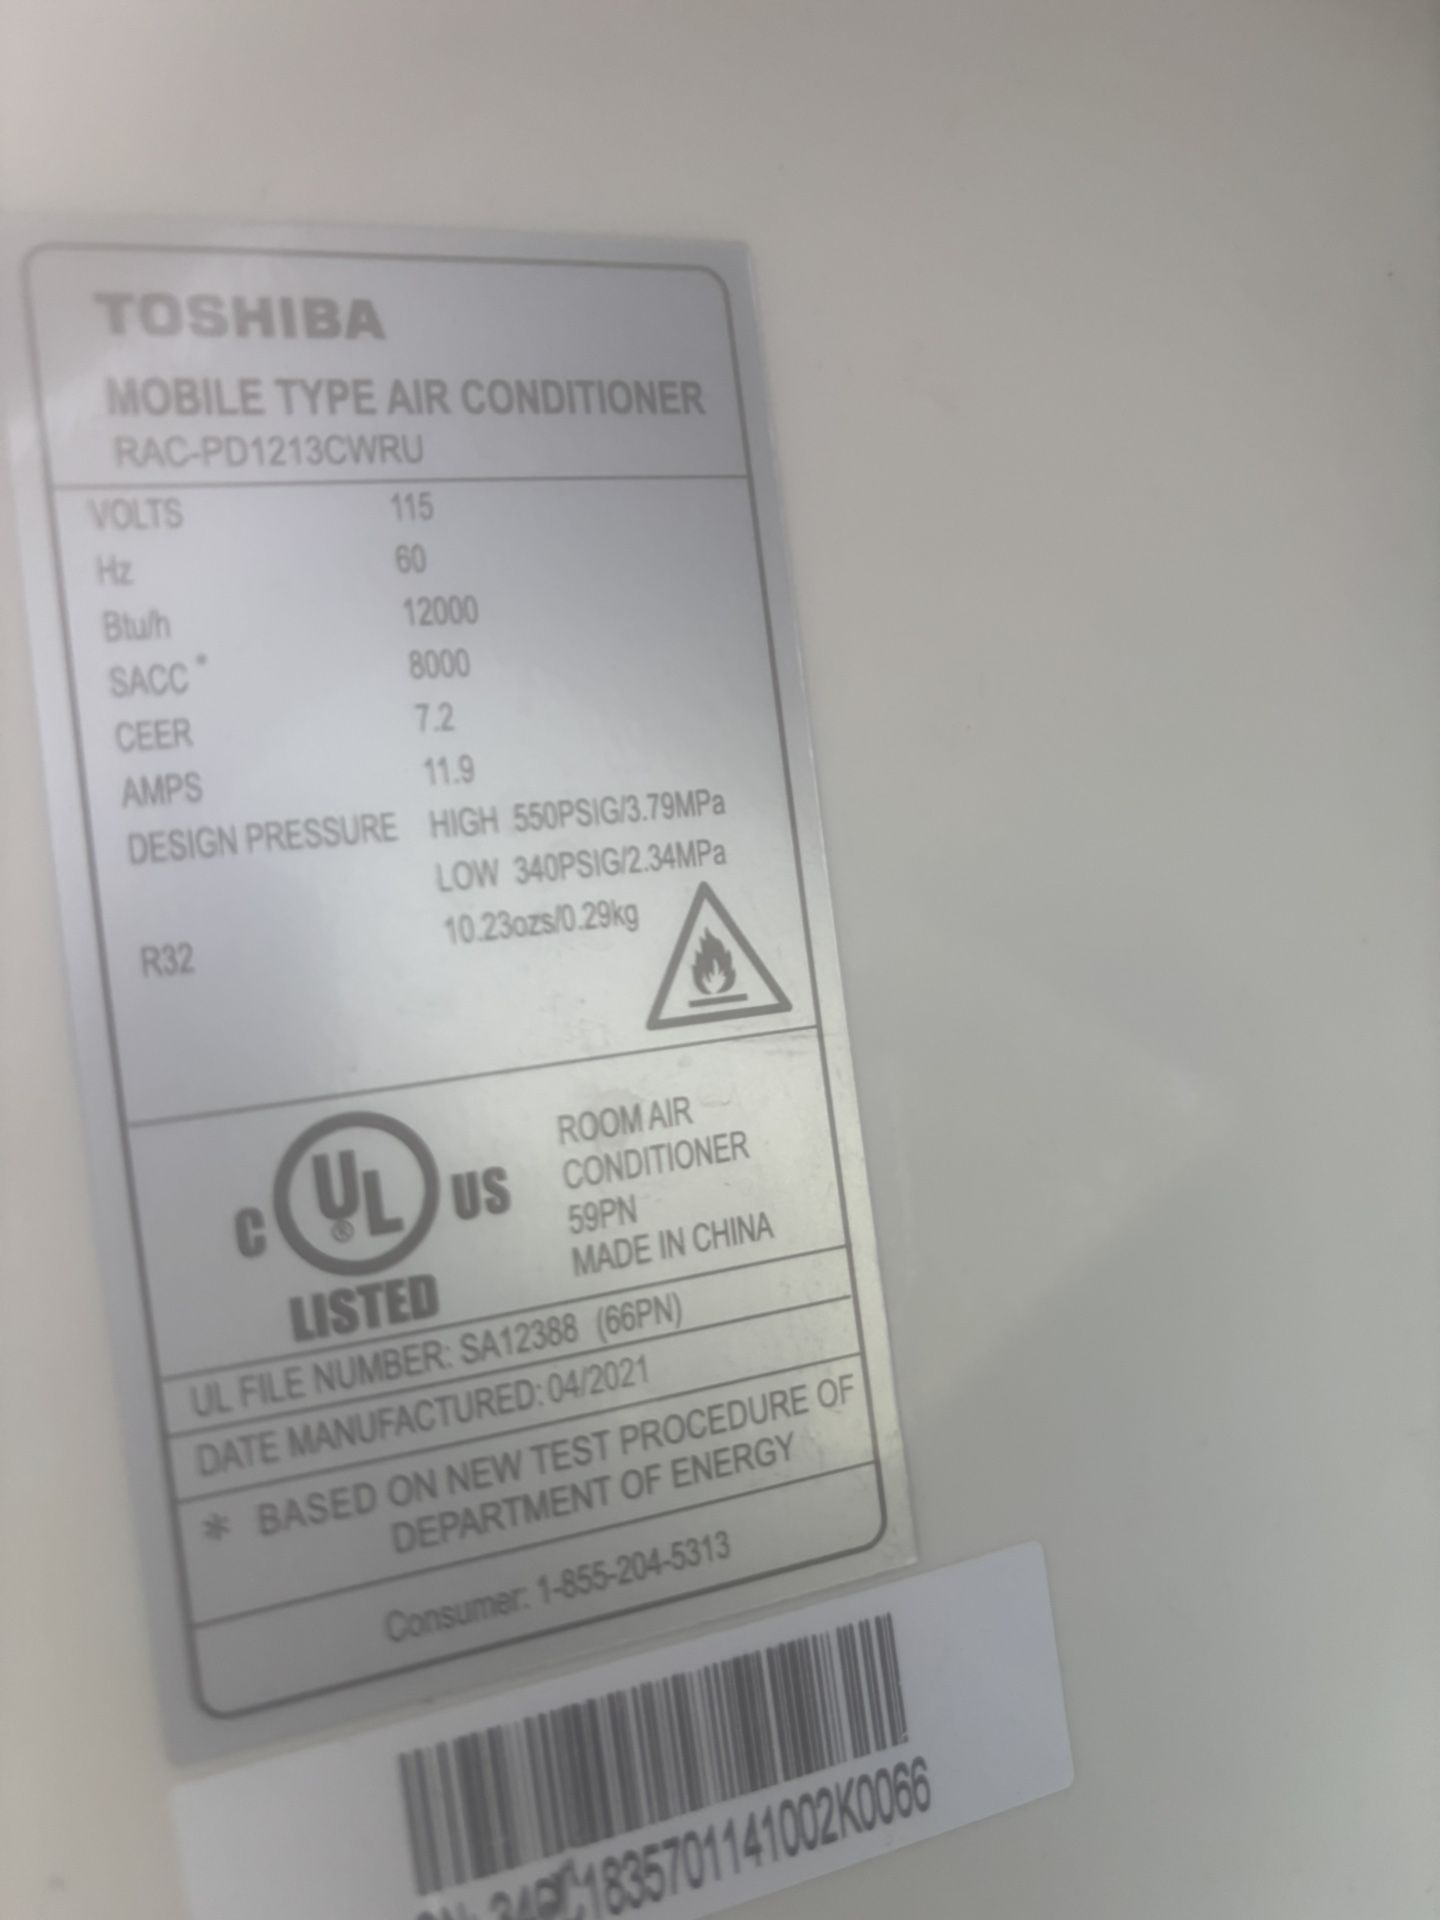 TOSHIBA
MOBILE TYPE AIR CONDITIONER
RAC-PD1213CWRU
VOLTS 115
Hz 60
Btu/h 12000
SACC* 8000
CEER 7.2
AMPS 11.9
DESIGN PRESSURE HIGH 550PSIG/3.79MPa
LOW 340PSIG/2.34MPa
R32 10.23ozs/0.29kg
C UL® US
LISTED
ROOM AIR
CONDITIONER
59PN
MADE IN CHINA
UL FILE NUMBER: SA12388 (66PN)
DATE MANUFACTURED: 04/2021
* BASED ON NEW TEST PROCEDURE OF
DEPARTMENT OF ENERGY
Consumer: 1-855-204-5313